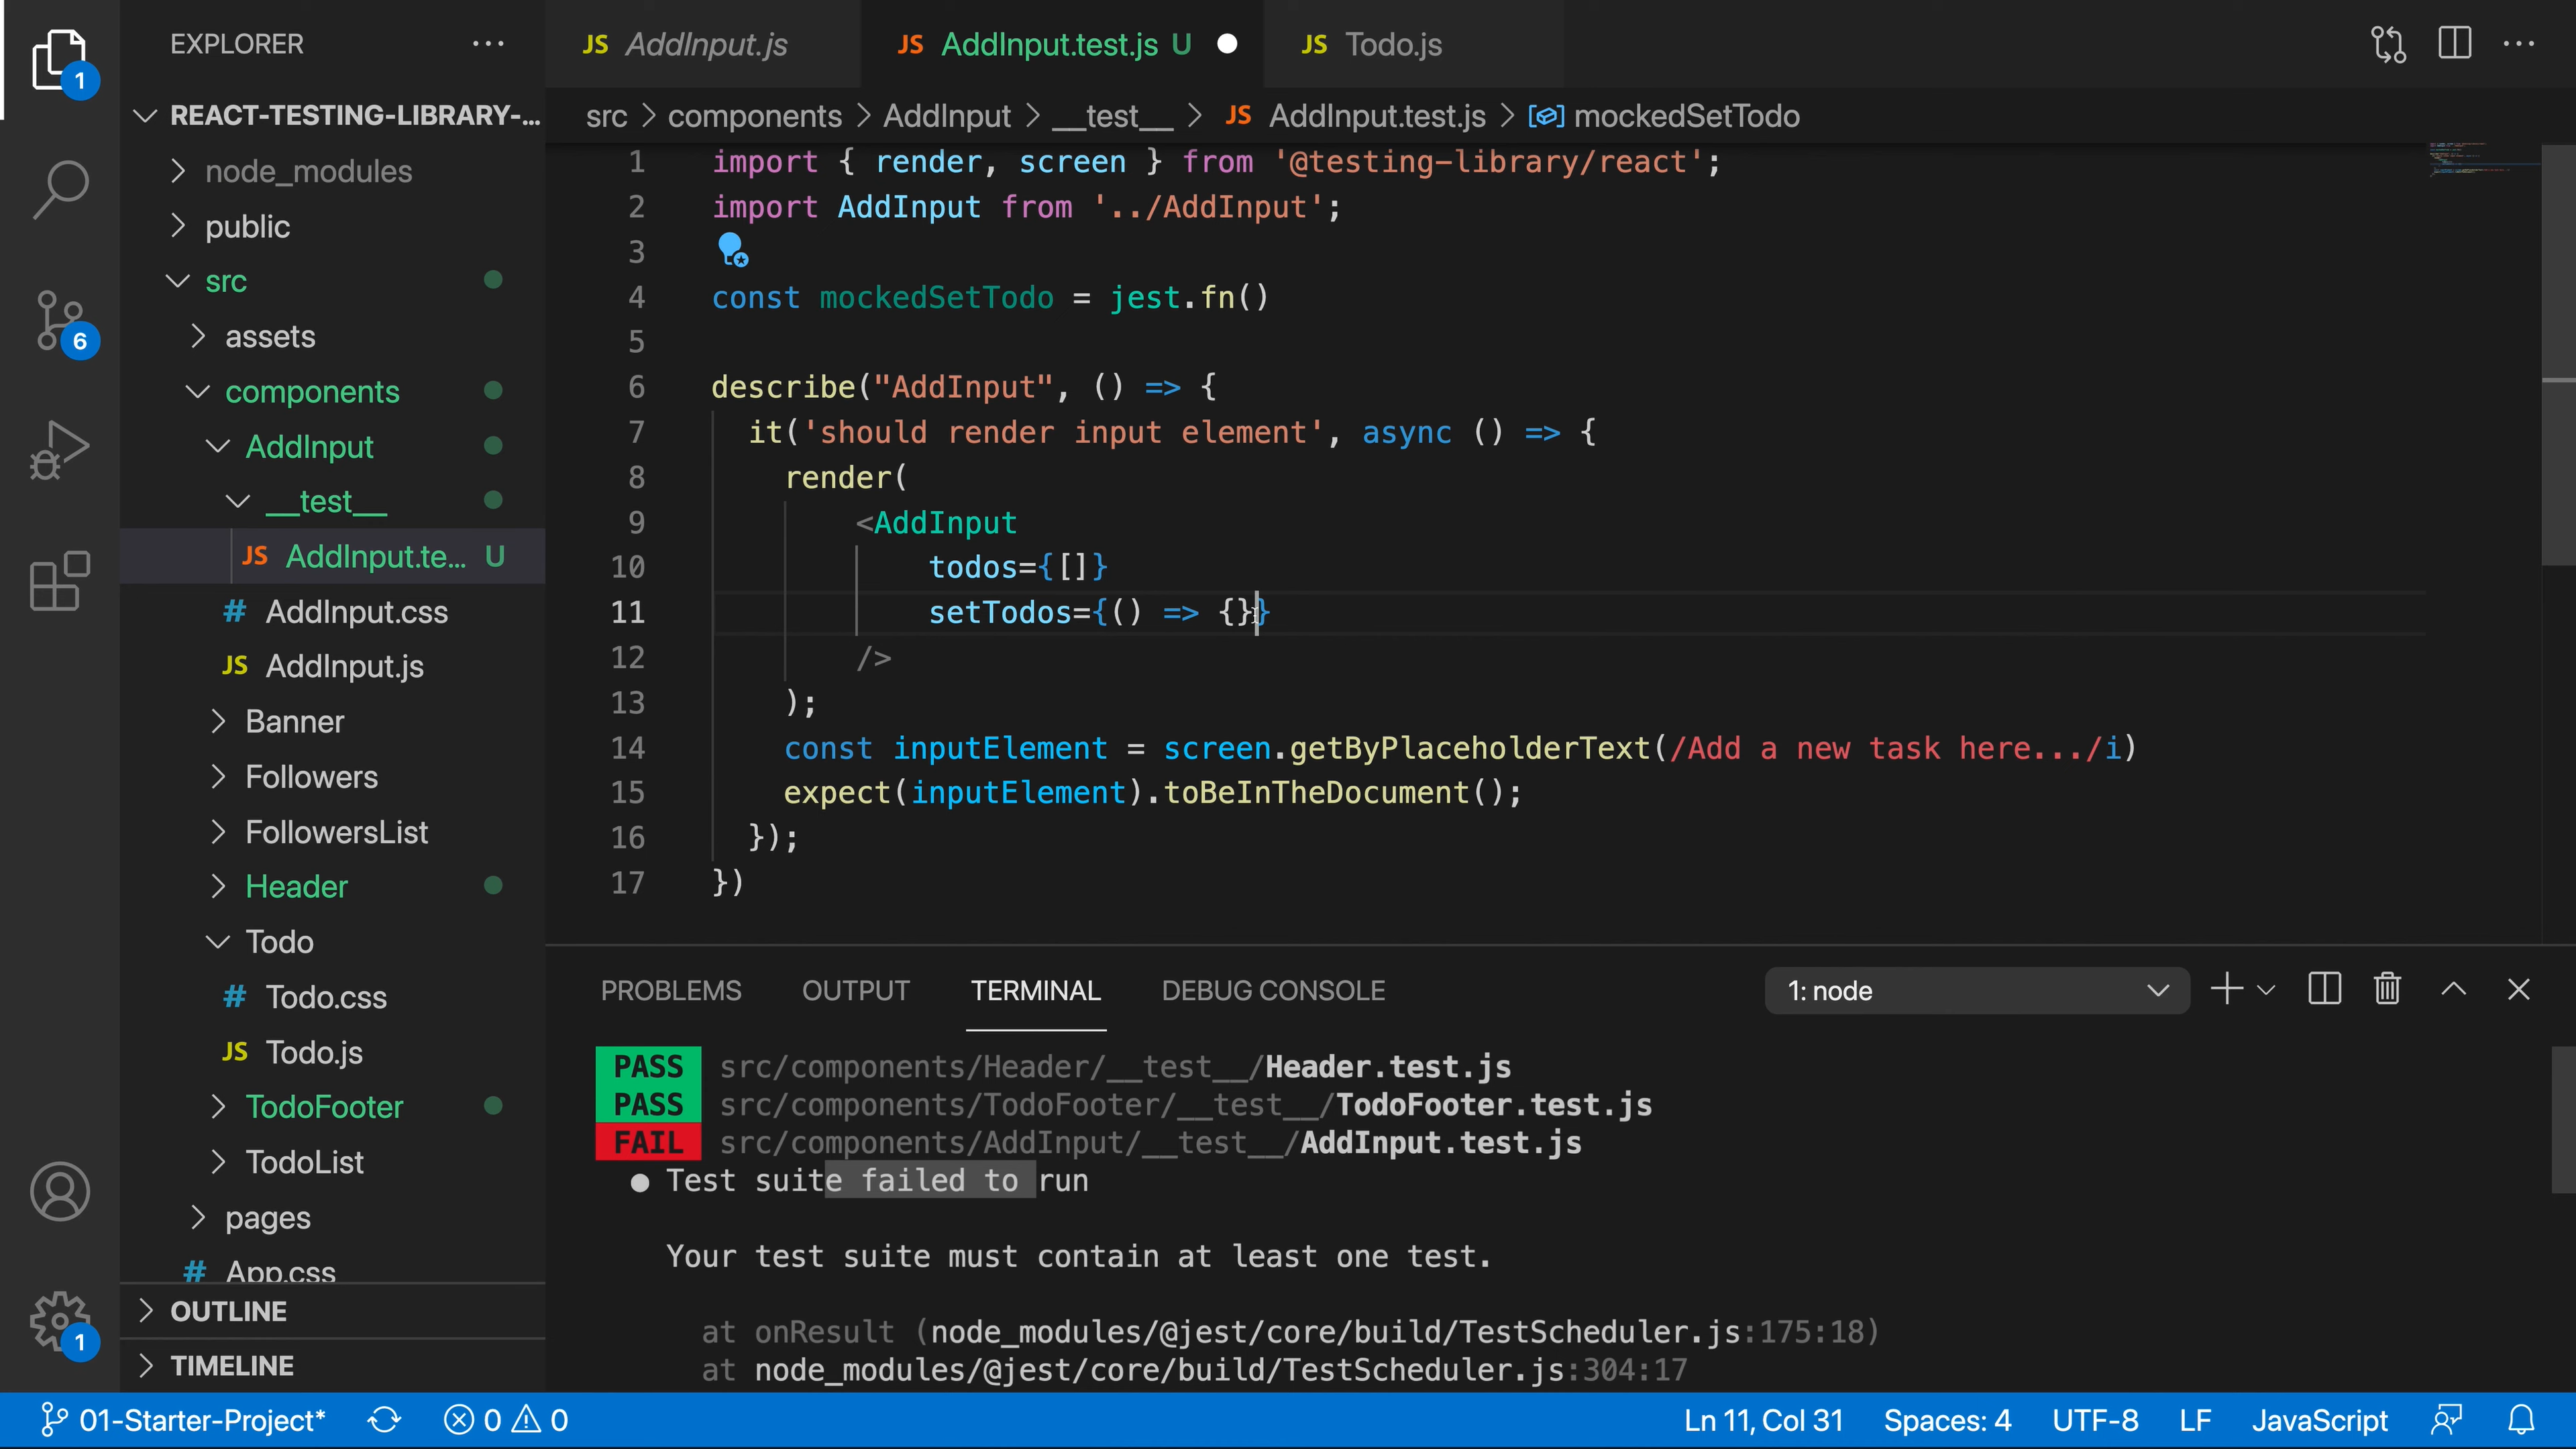 EXPLORER
1
REACT-TESTING-LIBRARY-...
node_modules
public
src
assets
6
components
AddInput
__test__
JS AddInput.te... U
# AddInput.css
JS AddInput.js
Banner
Followers
FollowersList
Header
Todo
# Todo.css
JS Todo.js
TodoFooter
TodoList
pages
# App.css
OUTLINE
1
TIMELINE
JS AddInput.js
JS AddInput.test.js U
JS Todo.js
src > components > AddInput > __test__ > JS AddInput.test.js > mockedSetTodo
1 import { render, screen } from '@testing-library/react';
2 import AddInput from '../AddInput';
3
4 const mockedSetTodo = jest.fn()
5
6 describe("AddInput", () => {
7 it('should render input element', async () => {
8 render(
9 <AddInput
10 todos={[]}
11 setTodos={() => {}}
12 />
13 );
14 const inputElement = screen.getByPlaceholderText(/Add a new task here.../i)
15 expect(inputElement).toBeInTheDocument();
16 });
17 })
PROBLEMS OUTPUT TERMINAL DEBUG CONSOLE
1: node
PASS src/components/Header/__test__/Header.test.js
PASS src/components/TodoFooter/__test__/TodoFooter.test.js
FAIL src/components/AddInput/__test__/AddInput.test.js
● Test suite failed to run
Your test suite must contain at least one test.
at onResult (node_modules/@jest/core/build/TestScheduler.js:175:18)
at node_modules/@jest/core/build/TestScheduler.js:304:17
01-Starter-Project* 0 0 Ln 11, Col 31 Spaces: 4 UTF-8 LF JavaScript